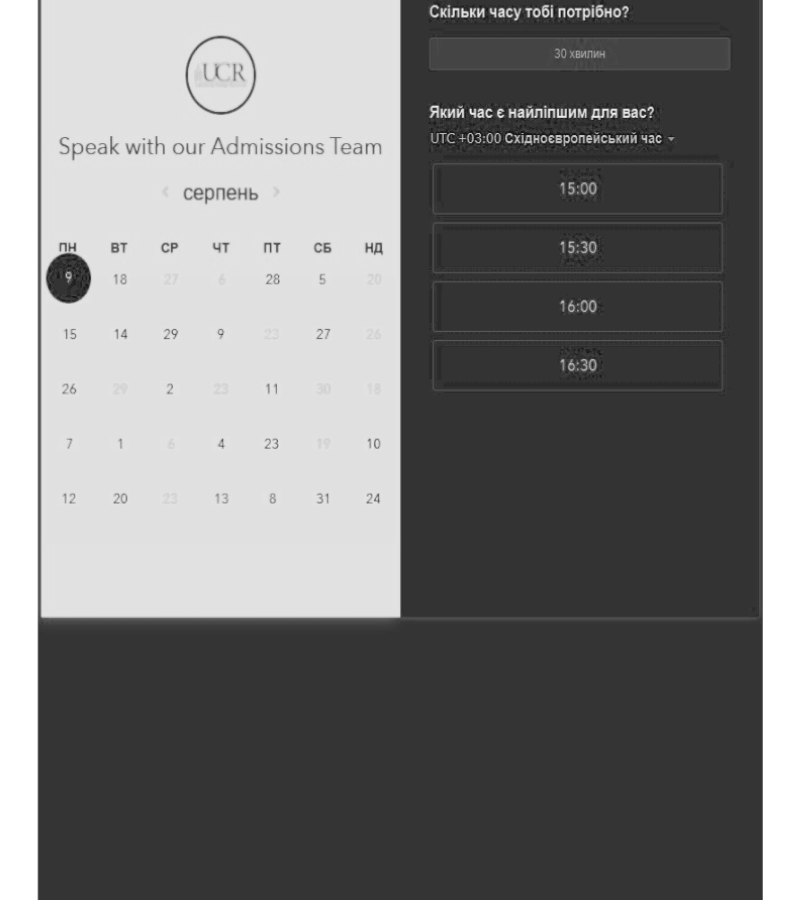 UCR
Speak with our Admissions Team
серпень
ПН ВТ СР ЧТ ПТ СБ НД
9 18 27 6 28 5 20
15 14 29 9 23 27 26
26 29 2 23 11 30 18
7 1 6 4 23 19 10
12 20 23 13 8 31 24
Скільки часу тобі потрібно?
30 хвилин
Який час є найліпшим для вас?
UTC +03:00 Східноєвропейський час
15:00
15:30
16:00
16:30